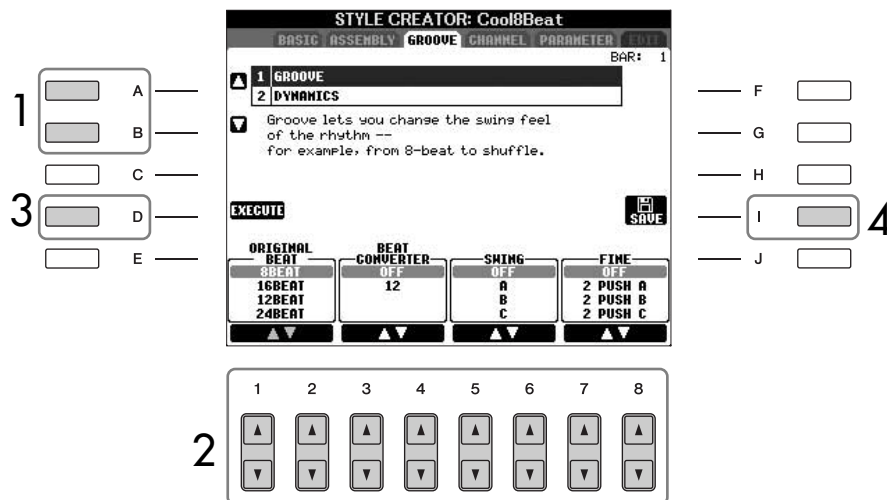 STYLE CREATOR: Cool8Beat
BASIC ASSEMBLY GROOVE CHANNEL PARAMETER EDIT
BAR: 1
1 GROOVE
2 DYNAMICS
Groove lets you change the swing feel
of the rhythm --
for example, from 8-beat to shuffle.
EXECUTE
SAVE
ORIGINAL BEAT
8BEAT
16BEAT
12BEAT
24BEAT
BEAT CONVERTER
OFF
12
SWING
OFF
A
B
C
FINE
OFF
2 PUSH A
2 PUSH B
2 PUSH C
1
A
B
C
3
D
E
F
G
H
I
4
J
2
1 2 3 4 5 6 7 8